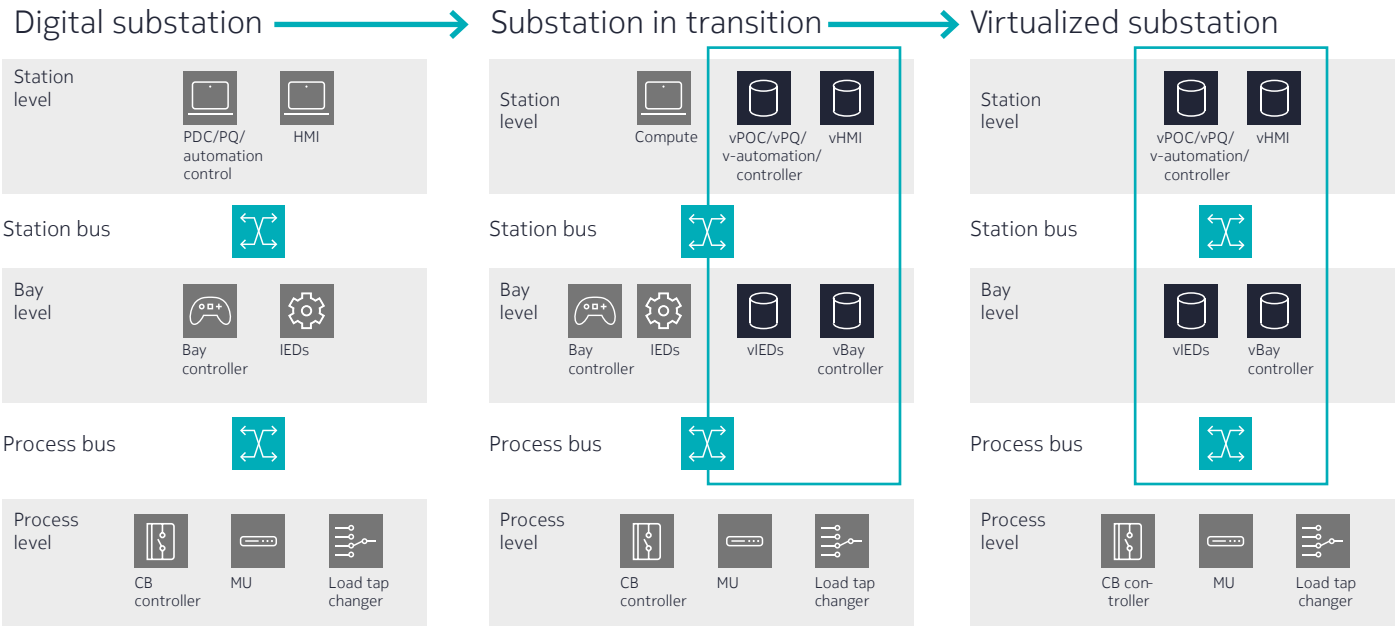 Digital substation
Station
level
PDC/PQ/
automation
control
HMI
Station bus
Bay
level
Bay
controller
IEDs
Process bus
Process
level
CB
controller
MU
Load tap
changer
Substation in transition
Station
level
Compute
vPOC/vPQ/
v-automation/
controller
vHMI
Station bus
Bay
level
Bay
controller
IEDs
vIEDs
vBay
controller
Process bus
Process
level
CB
controller
MU
Load tap
changer
Virtualized substation
Station
level
vPOC/vPQ/
v-automation/
controller
vHMI
Station bus
Bay
level
vIEDs
vBay
controller
Process bus
Process
level
CB con-
troller
MU
Load tap
changer